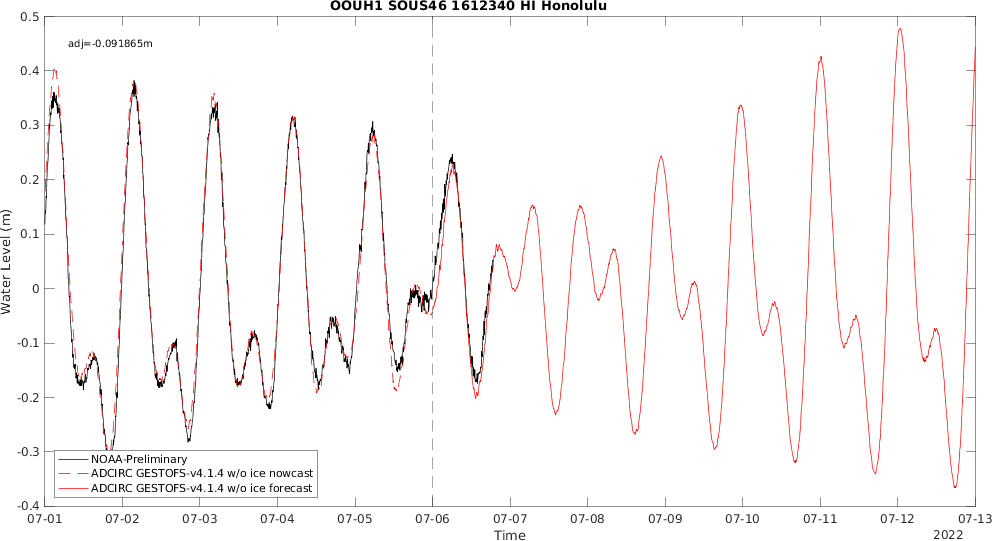 OOUH1 SOUS46 1612340 HI Honolulu
adj=-0.091865m
0.5
0.4
0.3
0.2
0.1
0
-0.1
-0.2
-0.3
-0.4
Water Level (m)
NOAA-Preliminary
ADCIRC GESTOFS-v4.1.4 w/o ice nowcast
ADCIRC GESTOFS-v4.1.4 w/o ice forecast
07-01 07-02 07-03 07-04 07-05 07-06 07-07 07-08 07-09 07-10 07-11 07-12 07-13
Time
2022